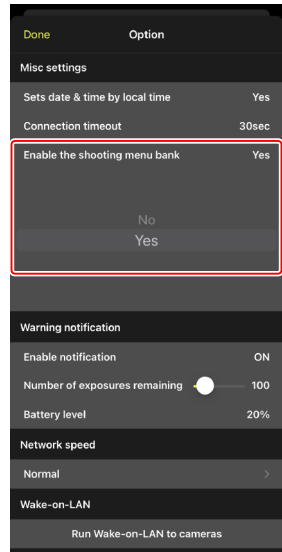 Done Option
Misc settings
Sets date & time by local time Yes
Connection timeout 30sec
Enable the shooting menu bank Yes
No
Yes
Warning notification
Enable notification ON
Number of exposures remaining 100
Battery level 20%
Network speed
Normal
Wake-on-LAN
Run Wake-on-LAN to cameras